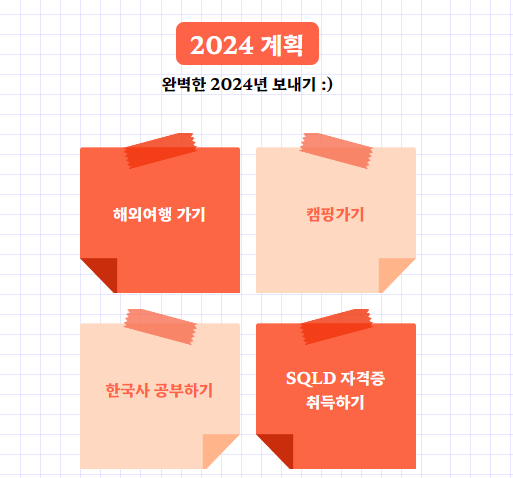 2024 계획
완벽한 2024년 보내기 :)
해외여행 가기
캠핑가기
한국사 공부하기
SQLD 자격증
취득하기